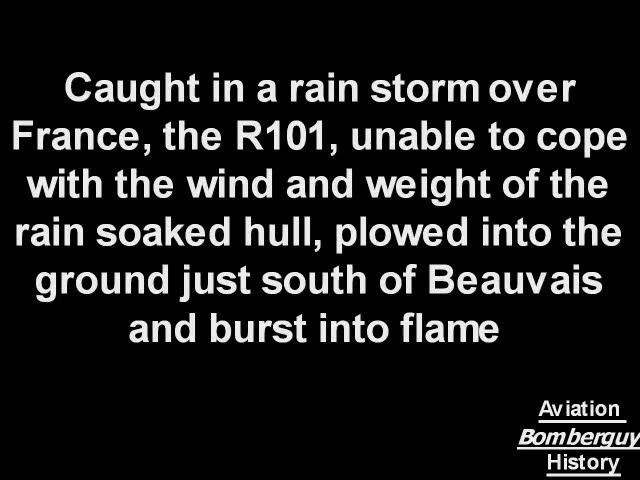 Caught in a rain storm over
France, the R101, unable to cope
with the wind and weight of the
rain soaked hull, plowed into the
ground just south of Beauvais
and burst into flame
Aviation
Bomberguy
History